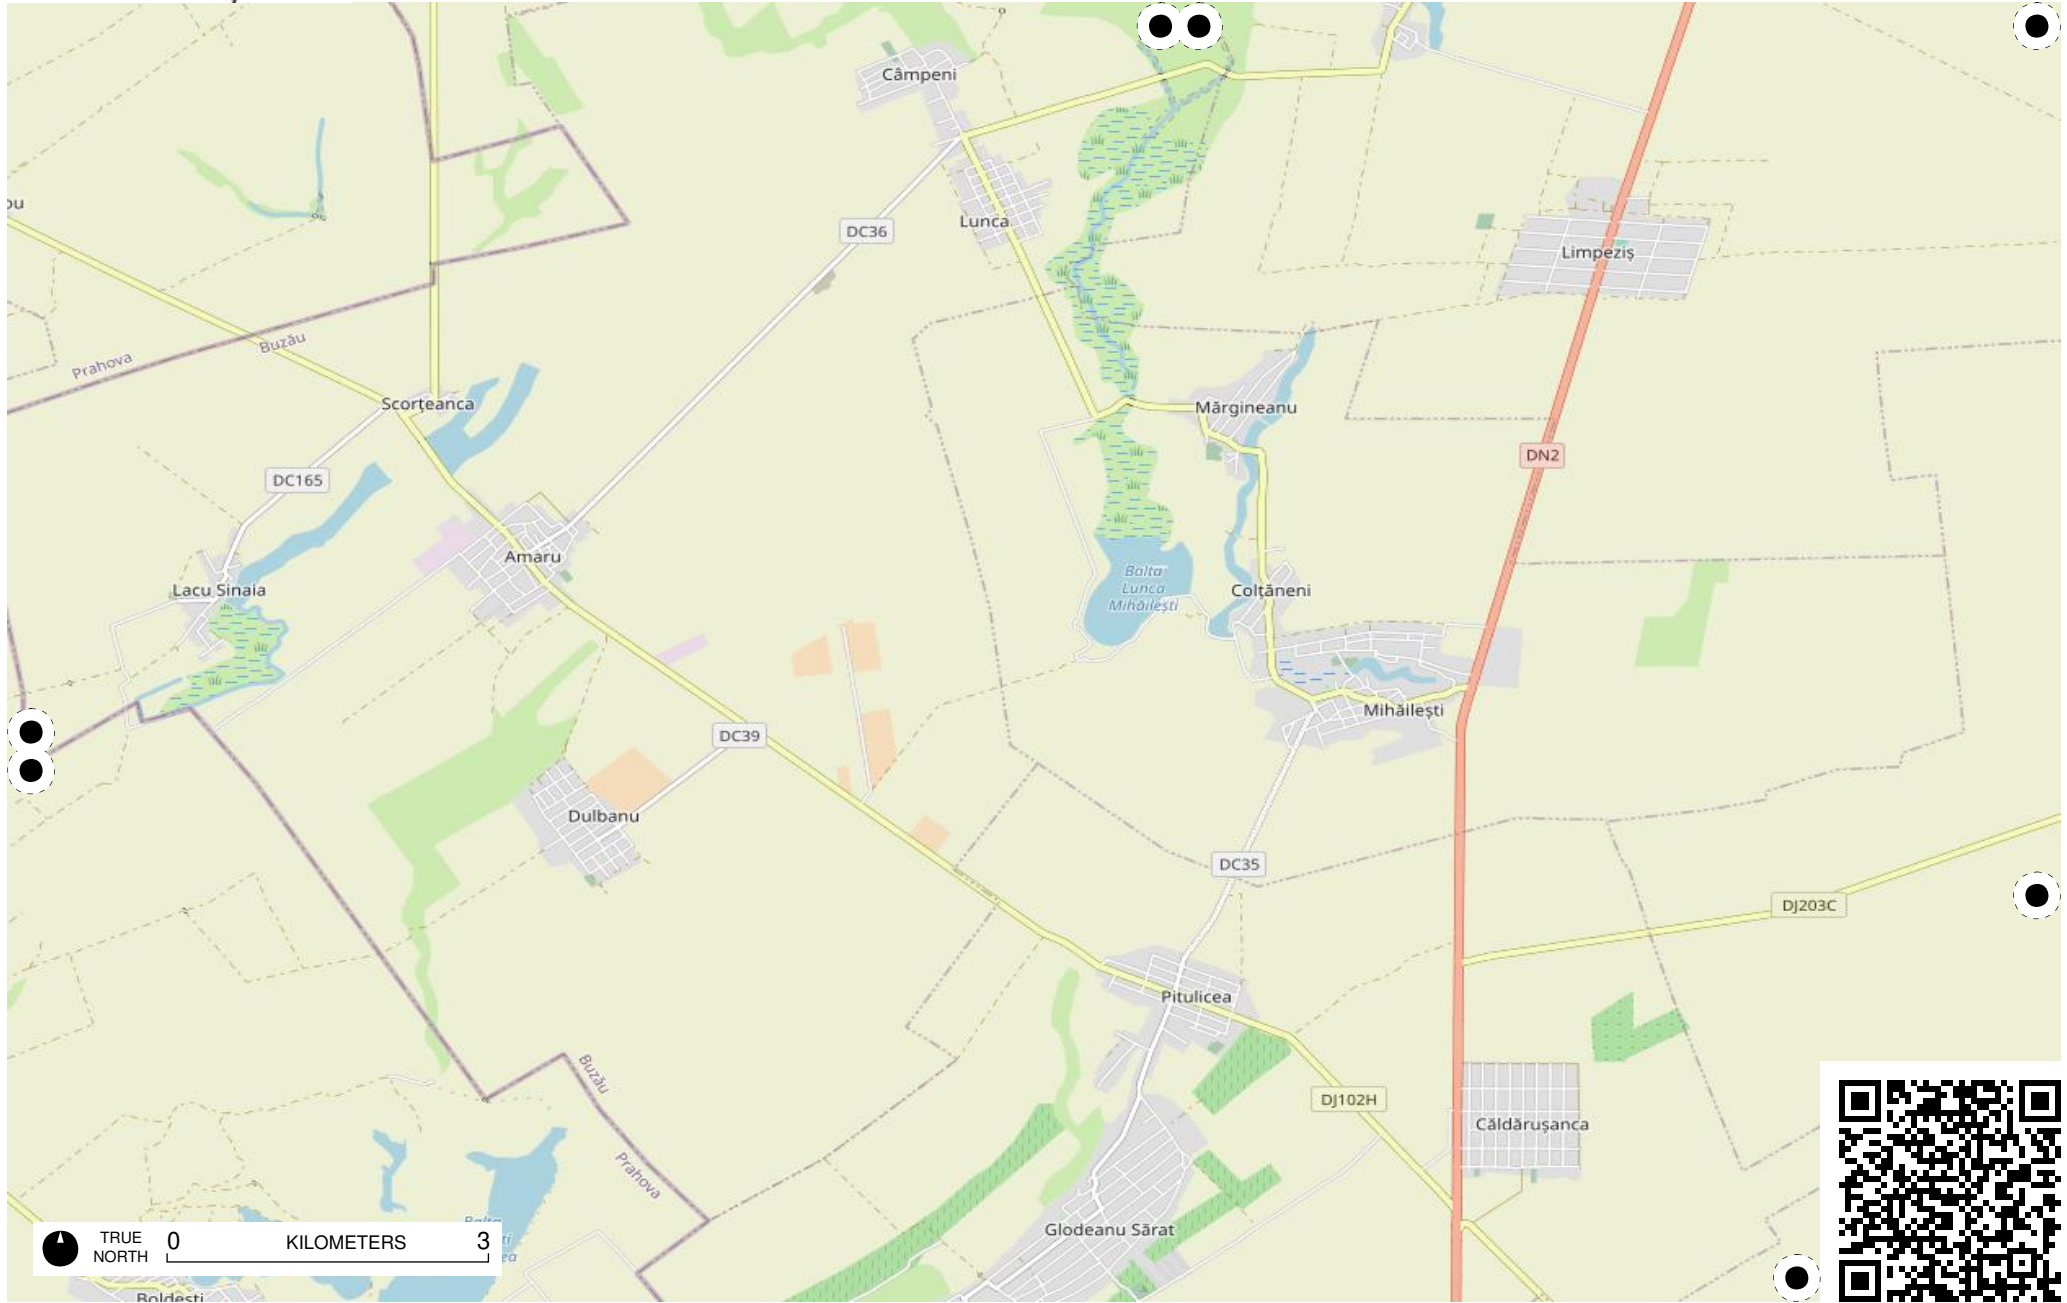 Câmpeni
Lunca
DC36
Limpeziș
Buzău
Prahova
Scorțeanca
Mărgineanu
DN2
DC165
Amaru
Balta
Lunca
Mihăilești
Lacu Sinaia
Colțăneni
Mihăilești
DC39
Dulbanu
DC35
DJ203C
Pitulicea
Buzău
DJ102H
Căldărușanca
Prahova
Glodeanu Sărat
Balta
TRUE
NORTH
0 KILOMETERS 3
Boldești